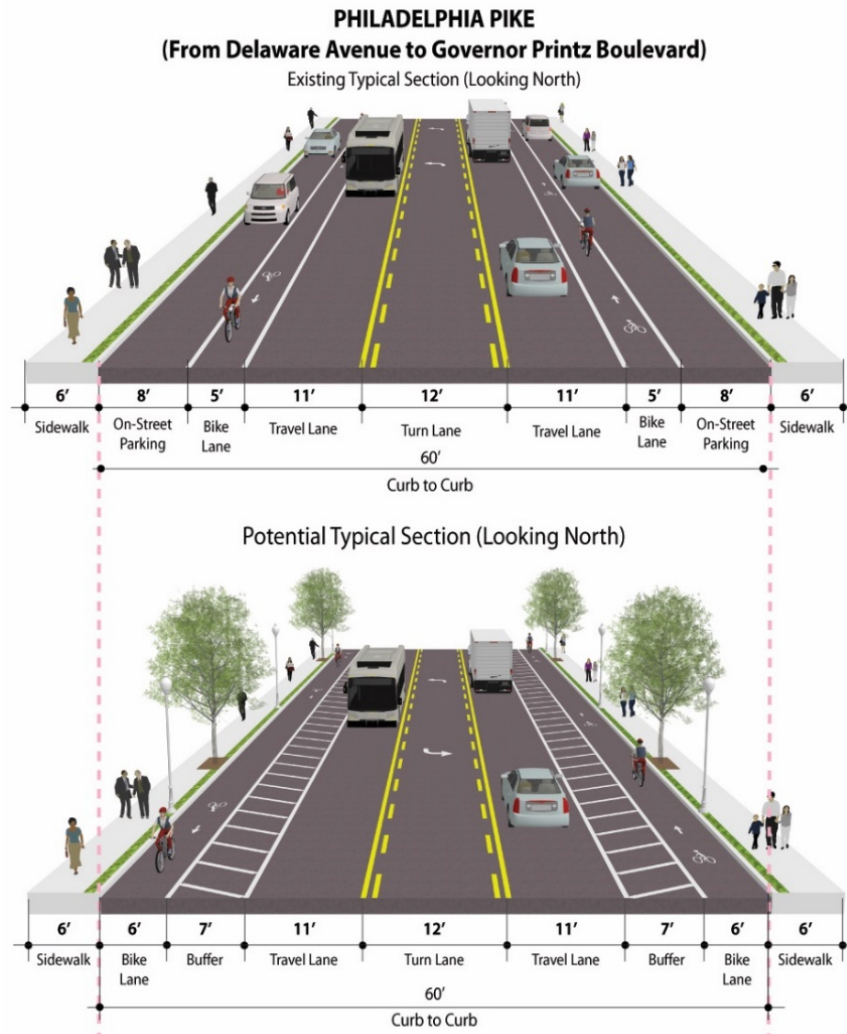 PHILADELPHIA PIKE
(From Delaware Avenue to Governor Printz Boulevard)
Existing Typical Section (Looking North)
6' 8' 5' 11' 12' 11' 5' 8' 6'
Sidewalk On-Street Parking Bike Lane Travel Lane Turn Lane Travel Lane Bike Lane On-Street Parking Sidewalk
60'
Curb to Curb
Potential Typical Section (Looking North)
6' 6' 7' 11' 12' 11' 7' 6' 6'
Sidewalk Bike Lane Buffer Travel Lane Turn Lane Travel Lane Buffer Bike Lane Sidewalk
60'
Curb to Curb